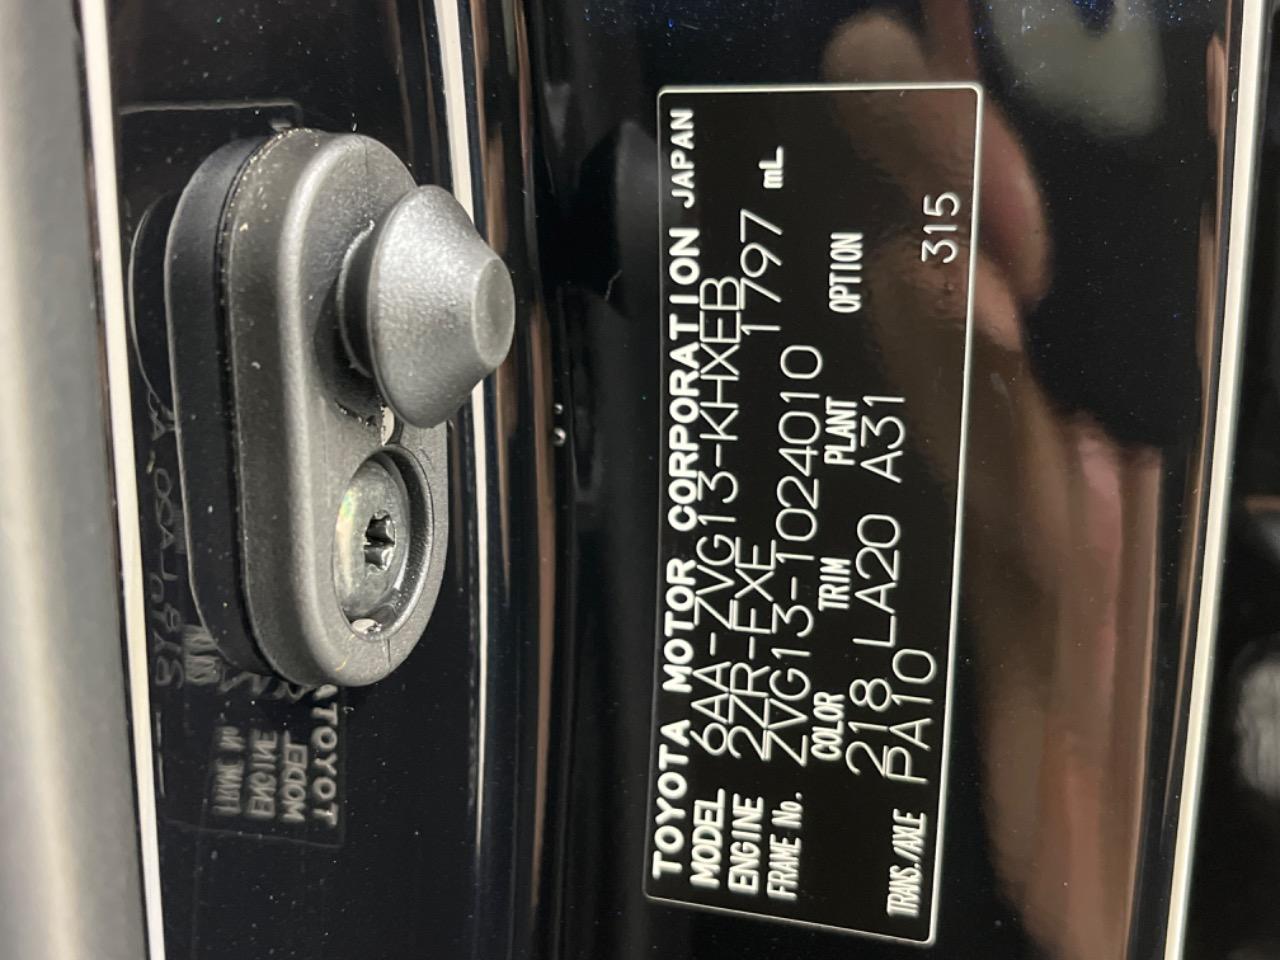 TOYOTA MOTOR CORPORATION JAPAN
MODEL 6AA-ZVG13-KHXEB
ENGINE 2ZR-FXE 1797 mL
FRAME No. ZVG13-1024010
COLOR TRIM PLANT OPTION
218 LA20 A31
TRANS./AXLE PA10 315